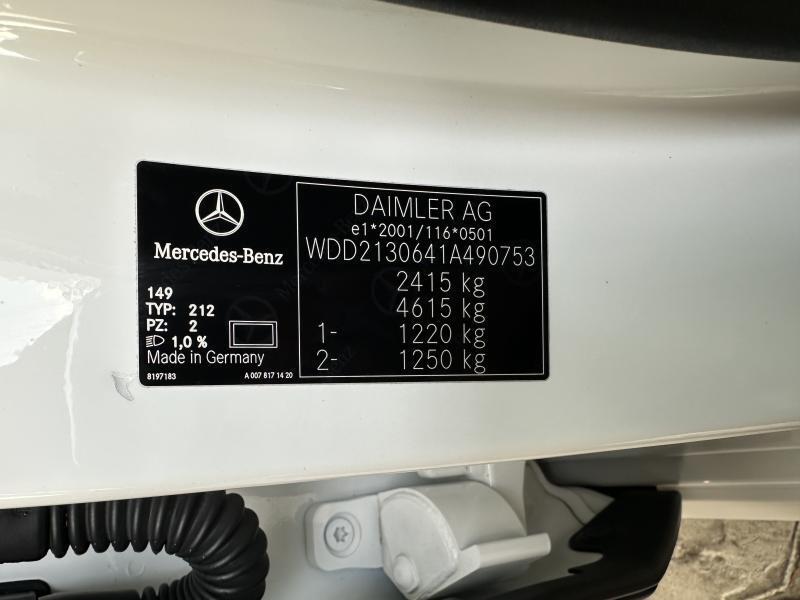 Mercedes-Benz
149
TYP: 212
PZ: 2
1,0 %
Made in Germany
8197183 A 007 817 14 20
DAIMLER AG
e1*2001/116*0501
WDD2130641A490753
2415 kg
4615 kg
1- 1220 kg
2- 1250 kg